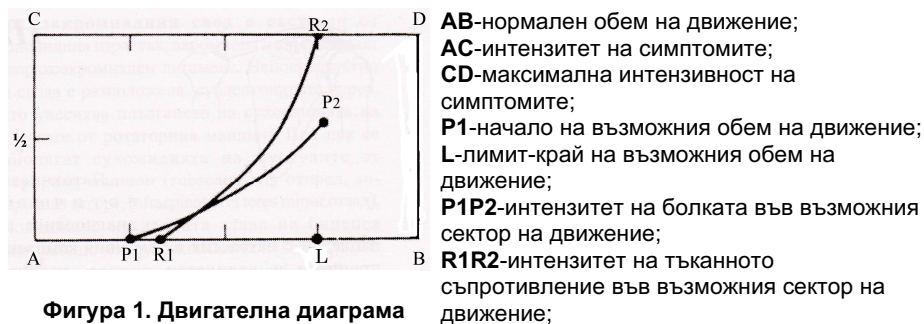 C
R2
D
P2
½
A
P1
R1
L
B
Фигура 1. Двигателна диаграма
AB-нормален обем на движение;
AC-интензитет на симптомите;
CD-максимална интензивност на
симптомите;
P1-начало на възможния обем на движение;
L-лимит-край на възможния обем на
движение;
P1P2-интензитет на болката във възможния
сектор на движение;
R1R2-интензитет на тъканното
съпротивление във възможния сектор на
движение;